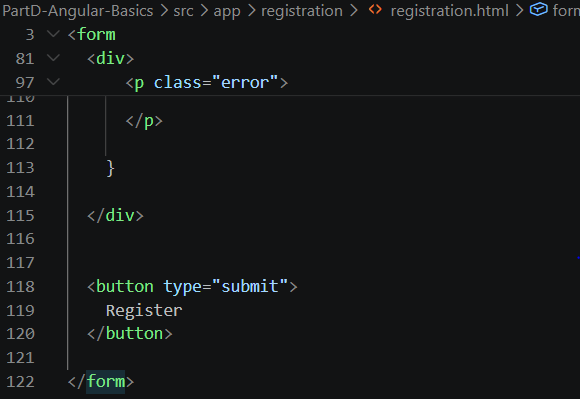 PartD-Angular-Basics > src > app > registration > <> registration.html > form
3 <form
81 <div>
97 <p class="error">
110
111 </p>
112
113 }
114
115 </div>
116
117
118 <button type="submit">
119 Register
120 </button>
121
122 </form>